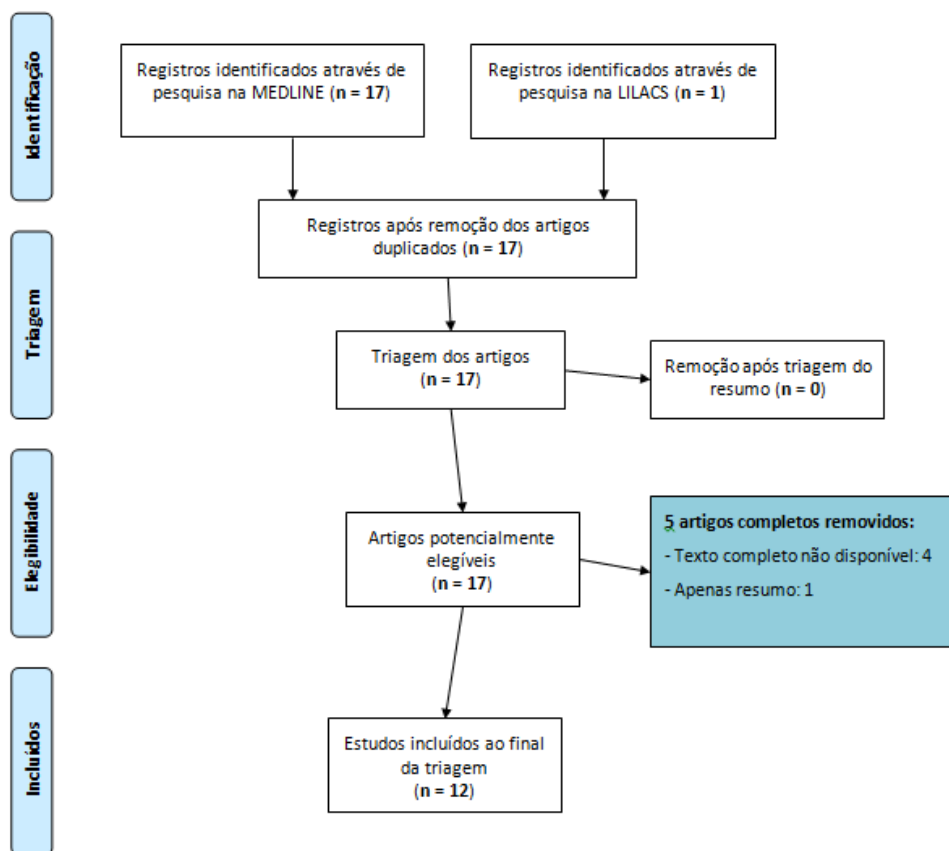 Identificação
Registros identificados através de
pesquisa na MEDLINE (n = 17)
Registros identificados através de
pesquisa na LILACS (n = 1)
Registros após remoção dos artigos
duplicados (n = 17)
Triagem
Triagem dos artigos
(n = 17)
Remoção após triagem do
resumo (n = 0)
Elegibilidade
Artigos potencialmente
elegíveis
(n = 17)
5 artigos completos removidos:
- Texto completo não disponível: 4
- Apenas resumo: 1
Incluídos
Estudos incluídos ao final
da triagem
(n = 12)